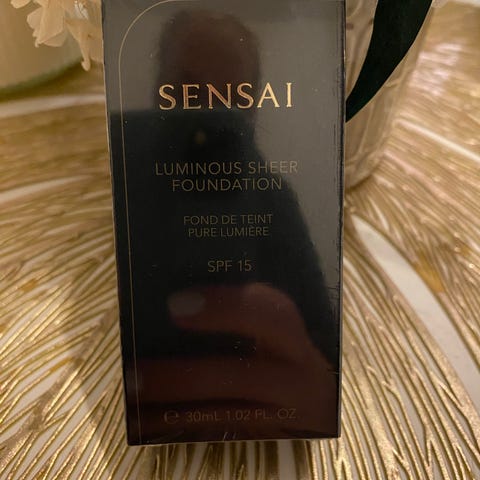 SENSAI
LUMINOUS SHEER
FOUNDATION
FOND DE TEINT
PURE LUMIÈRE
SPF 15
℮ 30mL 1.02 FL. OZ.